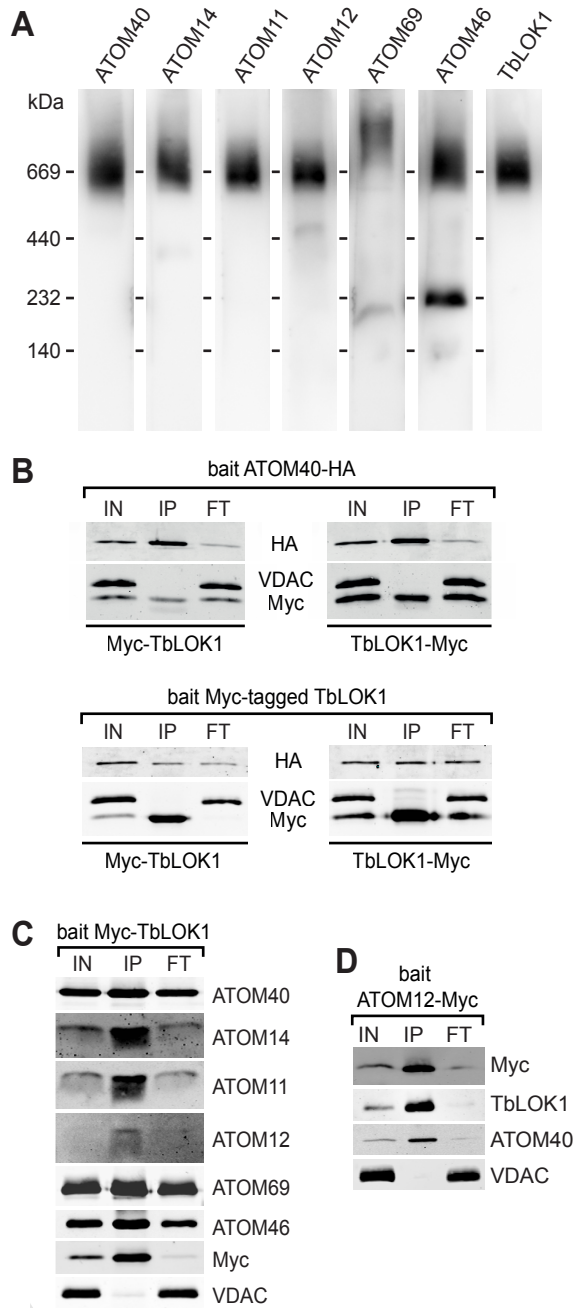 A
ATOM40 ATOM14 ATOM11 ATOM12 ATOM69 ATOM46 TbLOK1
kDa
669
440
232
140
B
bait ATOM40-HA
IN IP FT IN IP FT
HA
VDAC
Myc
Myc-TbLOK1 TbLOK1-Myc
bait Myc-tagged TbLOK1
IN IP FT IN IP FT
HA
VDAC
Myc
Myc-TbLOK1 TbLOK1-Myc
C
bait Myc-TbLOK1
IN IP FT
ATOM40
ATOM14
ATOM11
ATOM12
ATOM69
ATOM46
Myc
VDAC
D
bait
ATOM12-Myc
IN IP FT
Myc
TbLOK1
ATOM40
VDAC